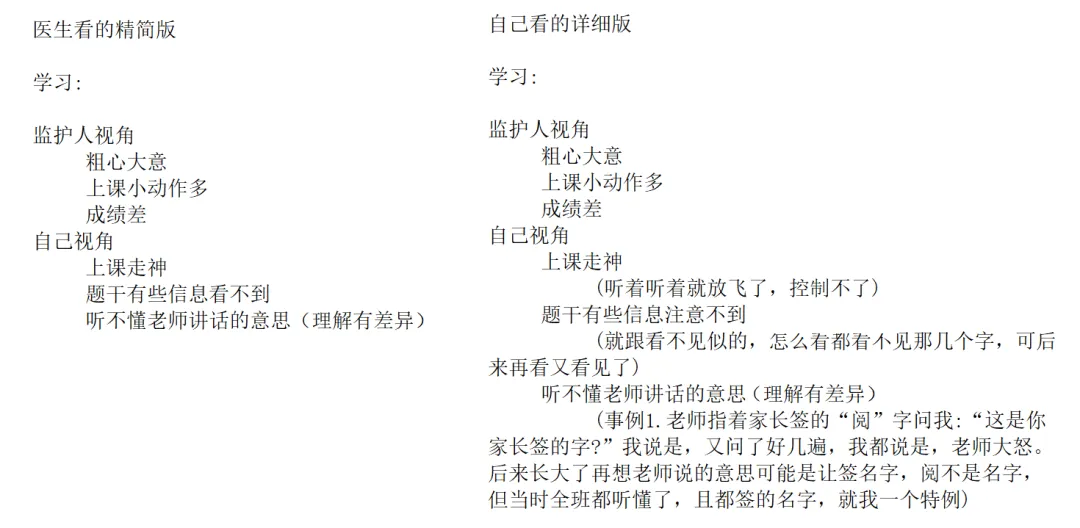 医生看的精简版
学习:
监护人视角
粗心大意
上课小动作多
成绩差
自己视角
上课走神
题干有些信息看不到
听不懂老师讲话的意思（理解有差异）
自己看的详细版
学习:
监护人视角
粗心大意
上课小动作多
成绩差
自己视角
上课走神
(听着听着就放飞了，控制不了)
题干有些信息注意不到
(就跟看不见似的，怎么看都看不见那几个字，可后
来再看又看见了)
听不懂老师讲话的意思（理解有差异）
(事例1.老师指着家长签的“阅”字问我:“这是你
家长签的字?”我说是，又问了好几遍，我都说是，老师大怒。
后来长大了再想老师说的意思可能是让签名字，阅不是名字，
但当时全班都听懂了，且都签的名字，就我一个特例)